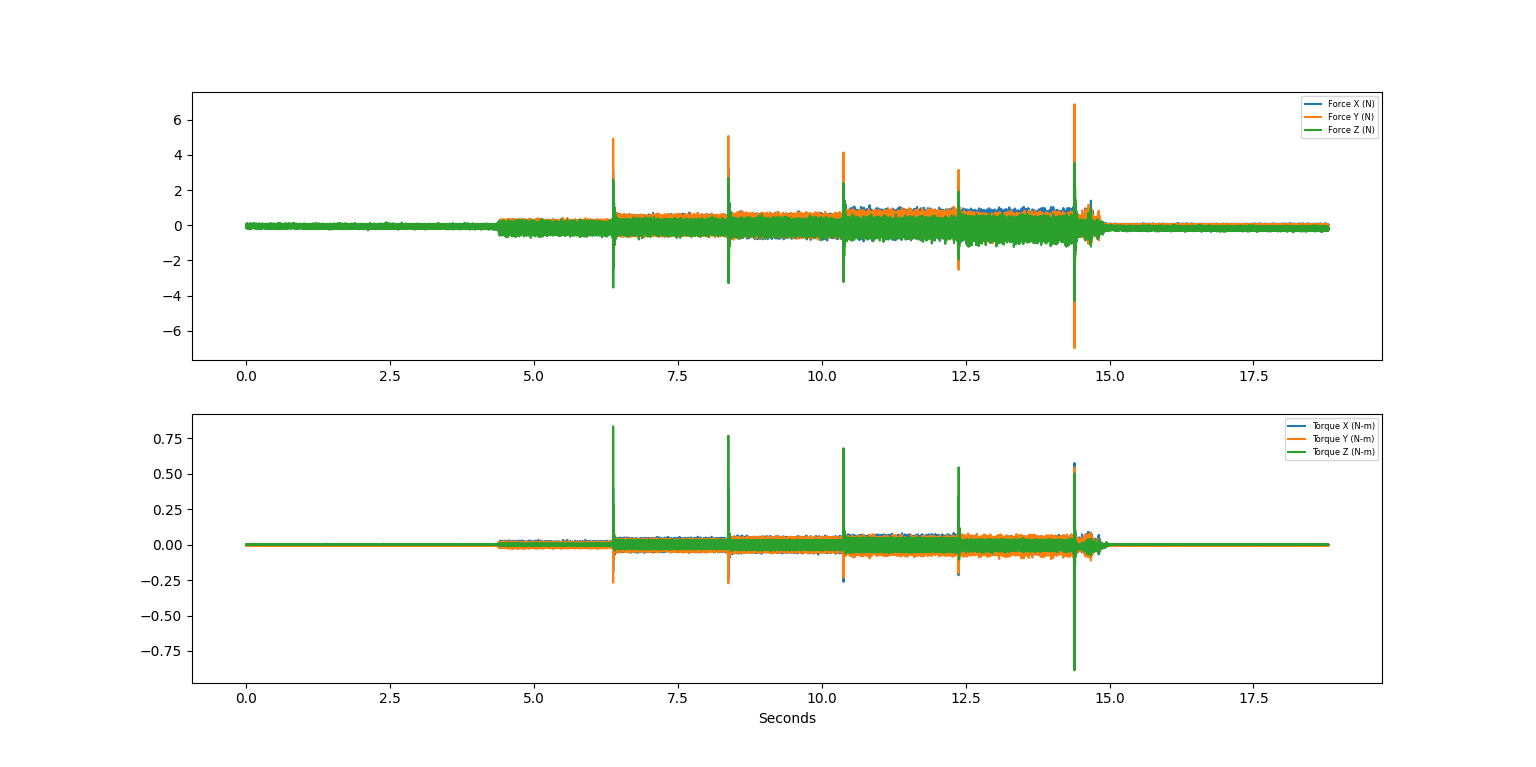 6
4
2
0
−2
−4
−6
Force X (N)
Force Y (N)
Force Z (N)
0.0 2.5 5.0 7.5 10.0 12.5 15.0 17.5
0.75
0.50
0.25
0.00
−0.25
−0.50
−0.75
Torque X (N-m)
Torque Y (N-m)
Torque Z (N-m)
0.0 2.5 5.0 7.5 10.0 12.5 15.0 17.5
Seconds